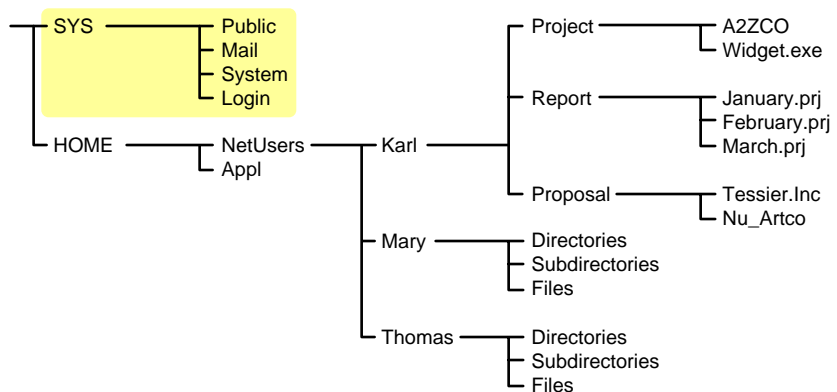 SYS Public Project A2ZCO
Mail Widget.exe
System
Login Report January.prj
February.prj
HOME NetUsers Karl March.prj
Appl
Proposal Tessier.Inc
Nu_Artco
Mary Directories
Subdirectories
Files
Thomas Directories
Subdirectories
Files